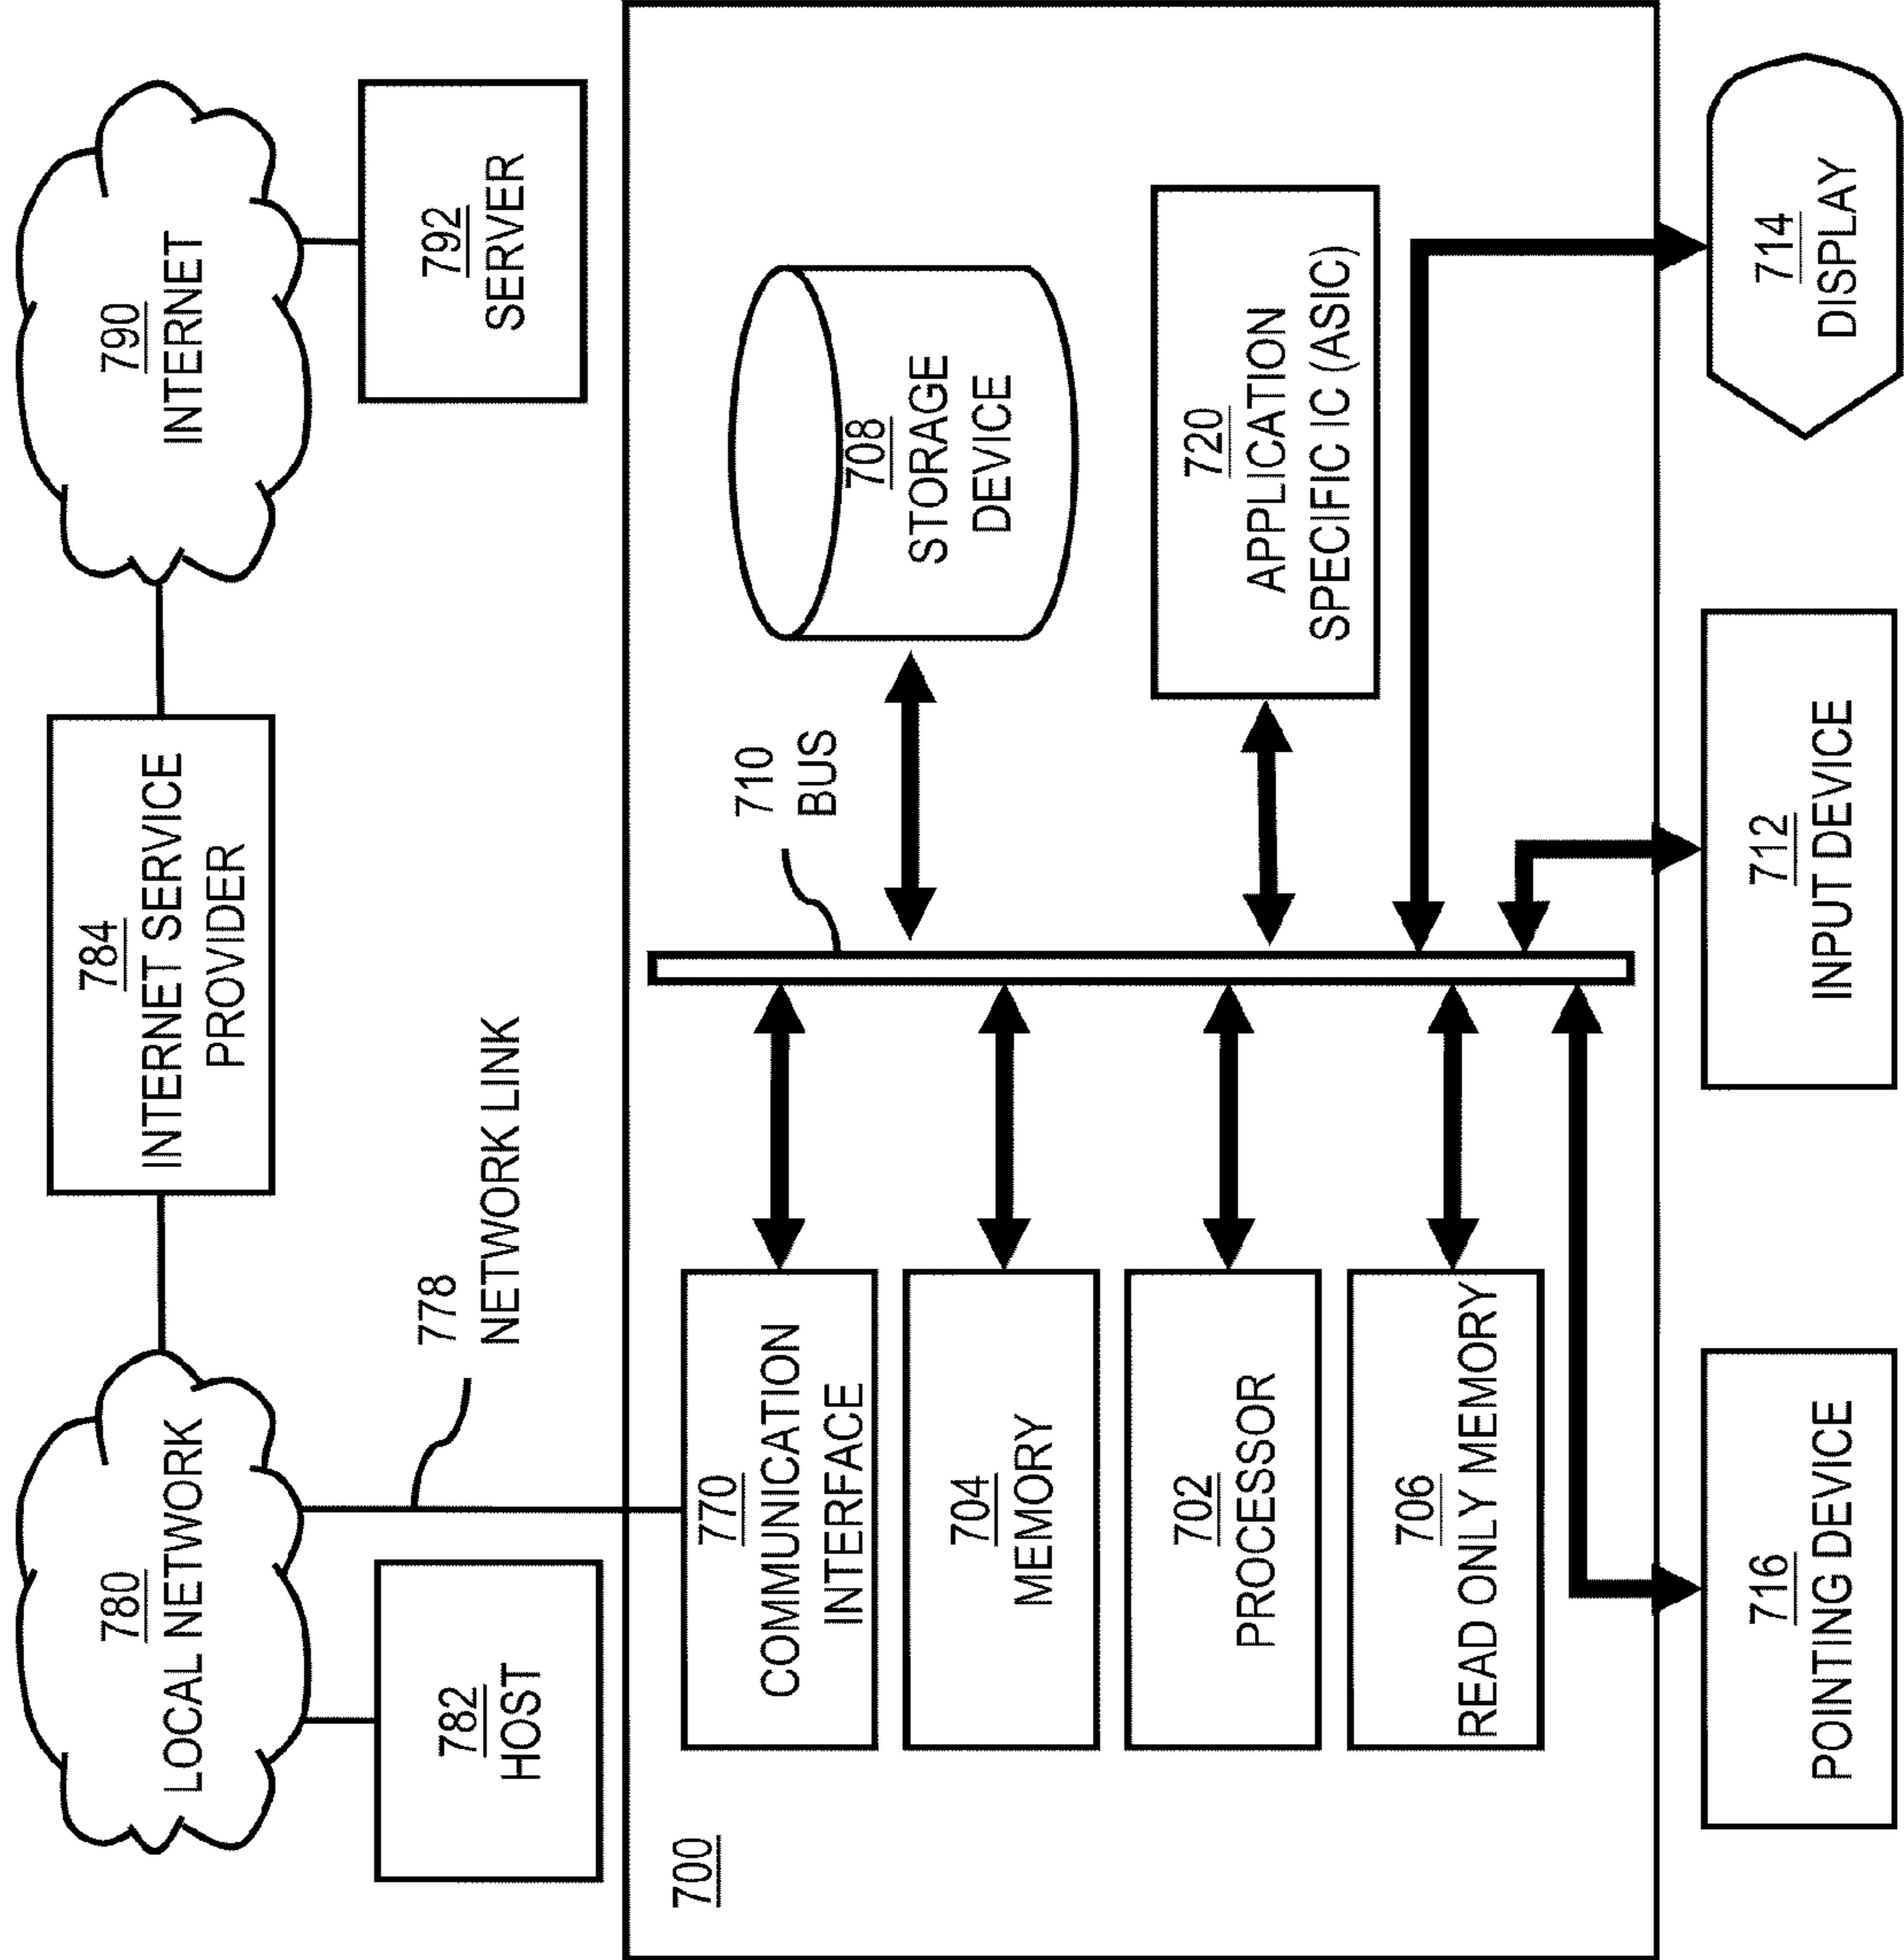 780
LOCAL NETWORK
784
INTERNET SERVICE
PROVIDER
790
INTERNET
782
HOST
778
NETWORK LINK
792
SERVER
700
770
COMMUNICATION
INTERFACE
710
BUS
708
STORAGE
DEVICE
704
MEMORY
702
PROCESSOR
720
APPLICATION
SPECIFIC IC (ASIC)
706
READ ONLY MEMORY
716
POINTING DEVICE
712
INPUT DEVICE
714
DISPLAY